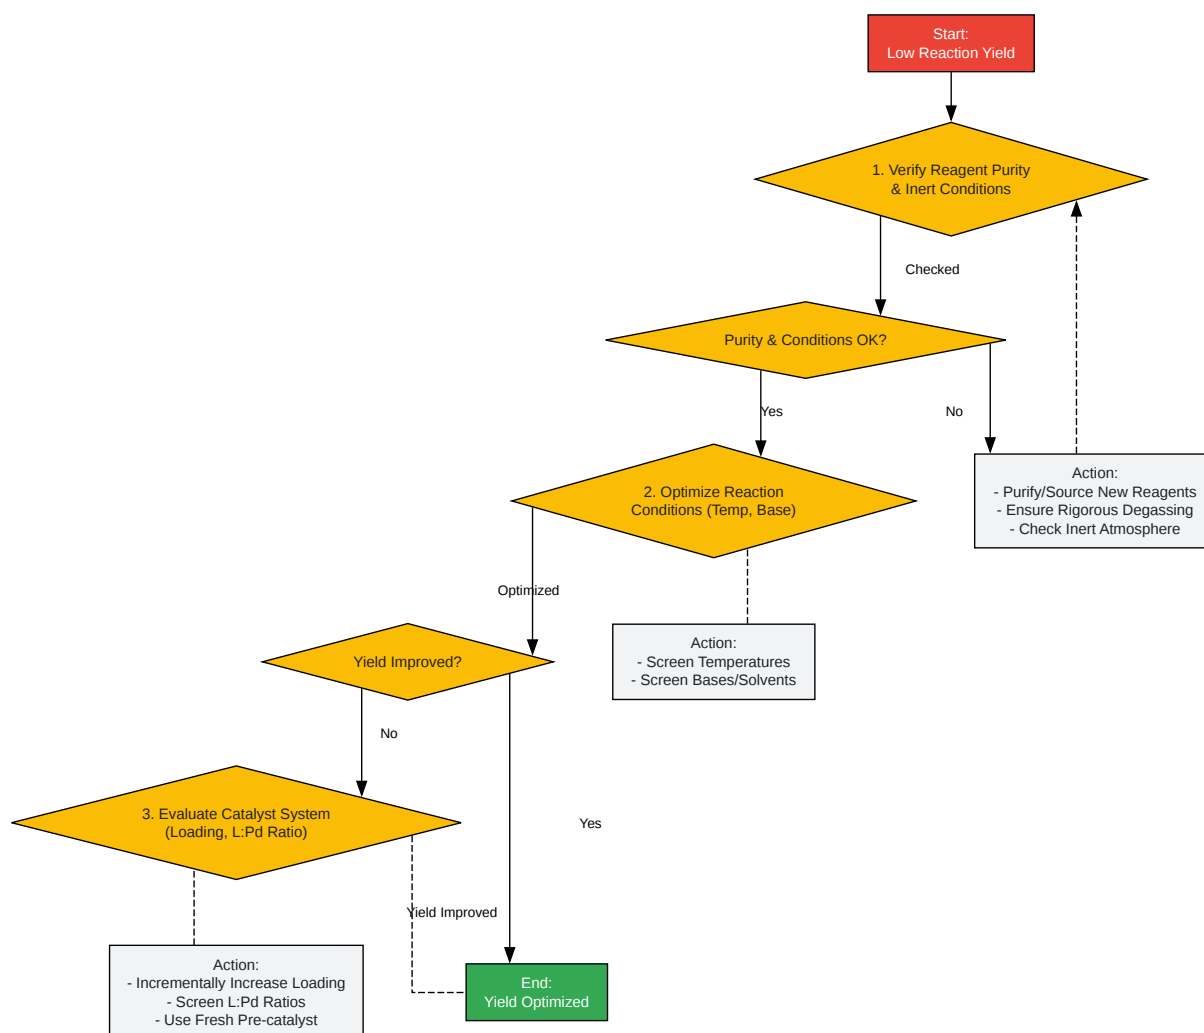 Start:
Low Reaction Yield
1. Verify Reagent Purity
& Inert Conditions
Checked
Purity & Conditions OK?
Yes
No
Action:
- Purify/Source New Reagents
- Ensure Rigorous Degassing
- Check Inert Atmosphere
2. Optimize Reaction
Conditions (Temp, Base)
Optimized
Action:
- Screen Temperatures
- Screen Bases/Solvents
Yield Improved?
No
Yes
3. Evaluate Catalyst System
(Loading, L:Pd Ratio)
Yield Improved
Action:
- Incrementally Increase Loading
- Screen L:Pd Ratios
- Use Fresh Pre-catalyst
End:
Yield Optimized